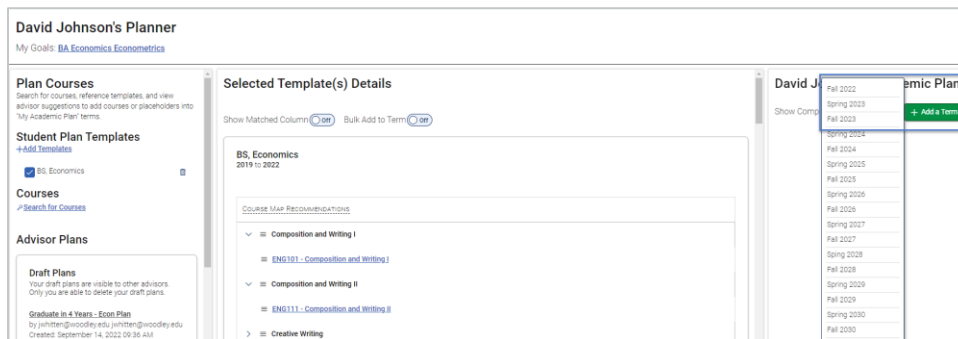 David Johnson's Planner
My Goals: BA Economics Econometrics
Plan Courses
Search for courses, reference templates, and view
advisor suggestions to add courses or placeholders into
"My Academic Plan" terms.
Student Plan Templates
+Add Templates
BS, Economics
Courses
Search for Courses
Advisor Plans
Draft Plans
Your draft plans are visible to other advisors.
Only you are able to delete your draft plans.
Graduate in 4 Years - Econ Plan
by jwhitten@woodley.edu jwhitten@woodley.edu
Created: September 14, 2022 09:36 AM
Selected Template(s) Details
Show Matched Column Off Bulk Add to Term Off
BS, Economics
2019 to 2022
COURSE MAP RECOMMENDATIONS
Composition and Writing I
ENG101 - Composition and Writing I
Composition and Writing II
ENG111 - Composition and Writing II
Creative Writing
David J emic Plan
Show Comp
+ Add a Term
Fall 2022
Spring 2023
Fall 2023
Spring 2024
Fall 2024
Spring 2025
Fall 2025
Spring 2026
Fall 2026
Spring 2027
Fall 2027
Spring 2028
Fall 2028
Spring 2029
Fall 2029
Spring 2030
Fall 2030